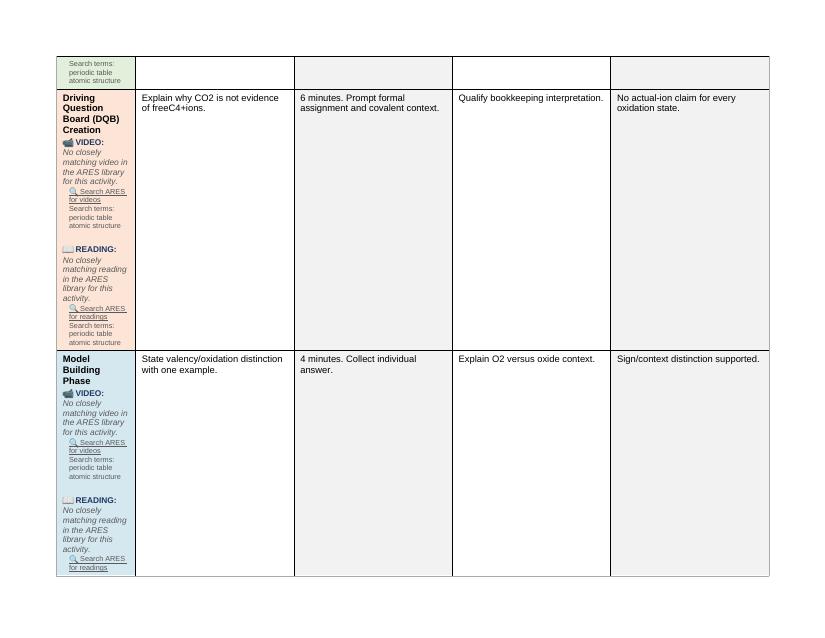 Search terms:
periodic table
atomic structure
Driving
Question
Board (DQB)
Creation
📹 VIDEO:
No closely
matching video in
the ARES library
for this activity.
🔍 Search ARES
for videos
Search terms:
periodic table
atomic structure
📖 READING:
No closely
matching reading
in the ARES
library for this
activity.
🔍 Search ARES
for readings
Search terms:
periodic table
atomic structure
Explain why CO2 is not evidence
of freeC4+ions.
6 minutes. Prompt formal
assignment and covalent context.
Qualify bookkeeping interpretation.
No actual-ion claim for every
oxidation state.
Model
Building
Phase
📹 VIDEO:
No closely
matching video in
the ARES library
for this activity.
🔍 Search ARES
for videos
Search terms:
periodic table
atomic structure
📖 READING:
No closely
matching reading
in the ARES
library for this
activity.
🔍 Search ARES
for readings
State valency/oxidation distinction
with one example.
4 minutes. Collect individual
answer.
Explain O2 versus oxide context.
Sign/context distinction supported.